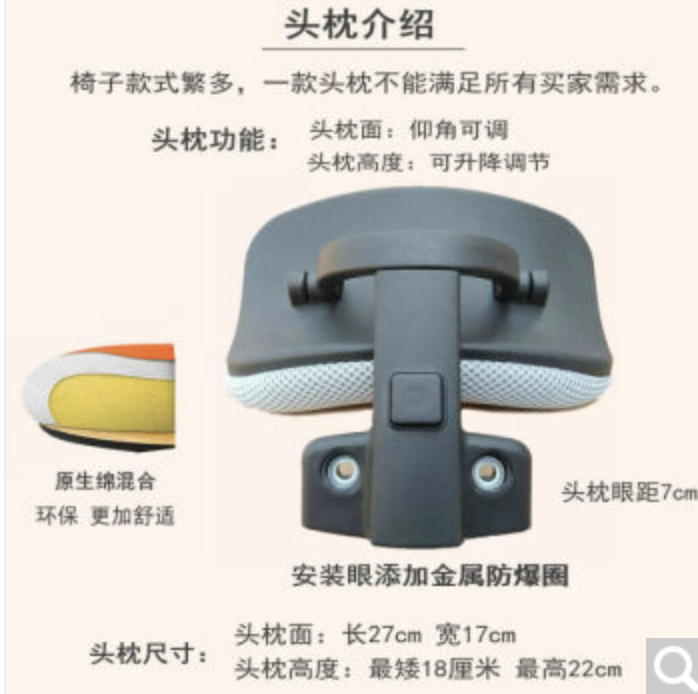 头枕介绍
椅子款式繁多，一款头枕不能满足所有买家需求。
头枕功能：
头枕面：仰角可调
头枕高度：可升降调节
原生绵混合
环保 更加舒适
头枕眼距7cm
安装眼添加金属防爆圈
头枕尺寸：
头枕面：长27cm 宽17cm
头枕高度：最矮18厘米 最高22cm